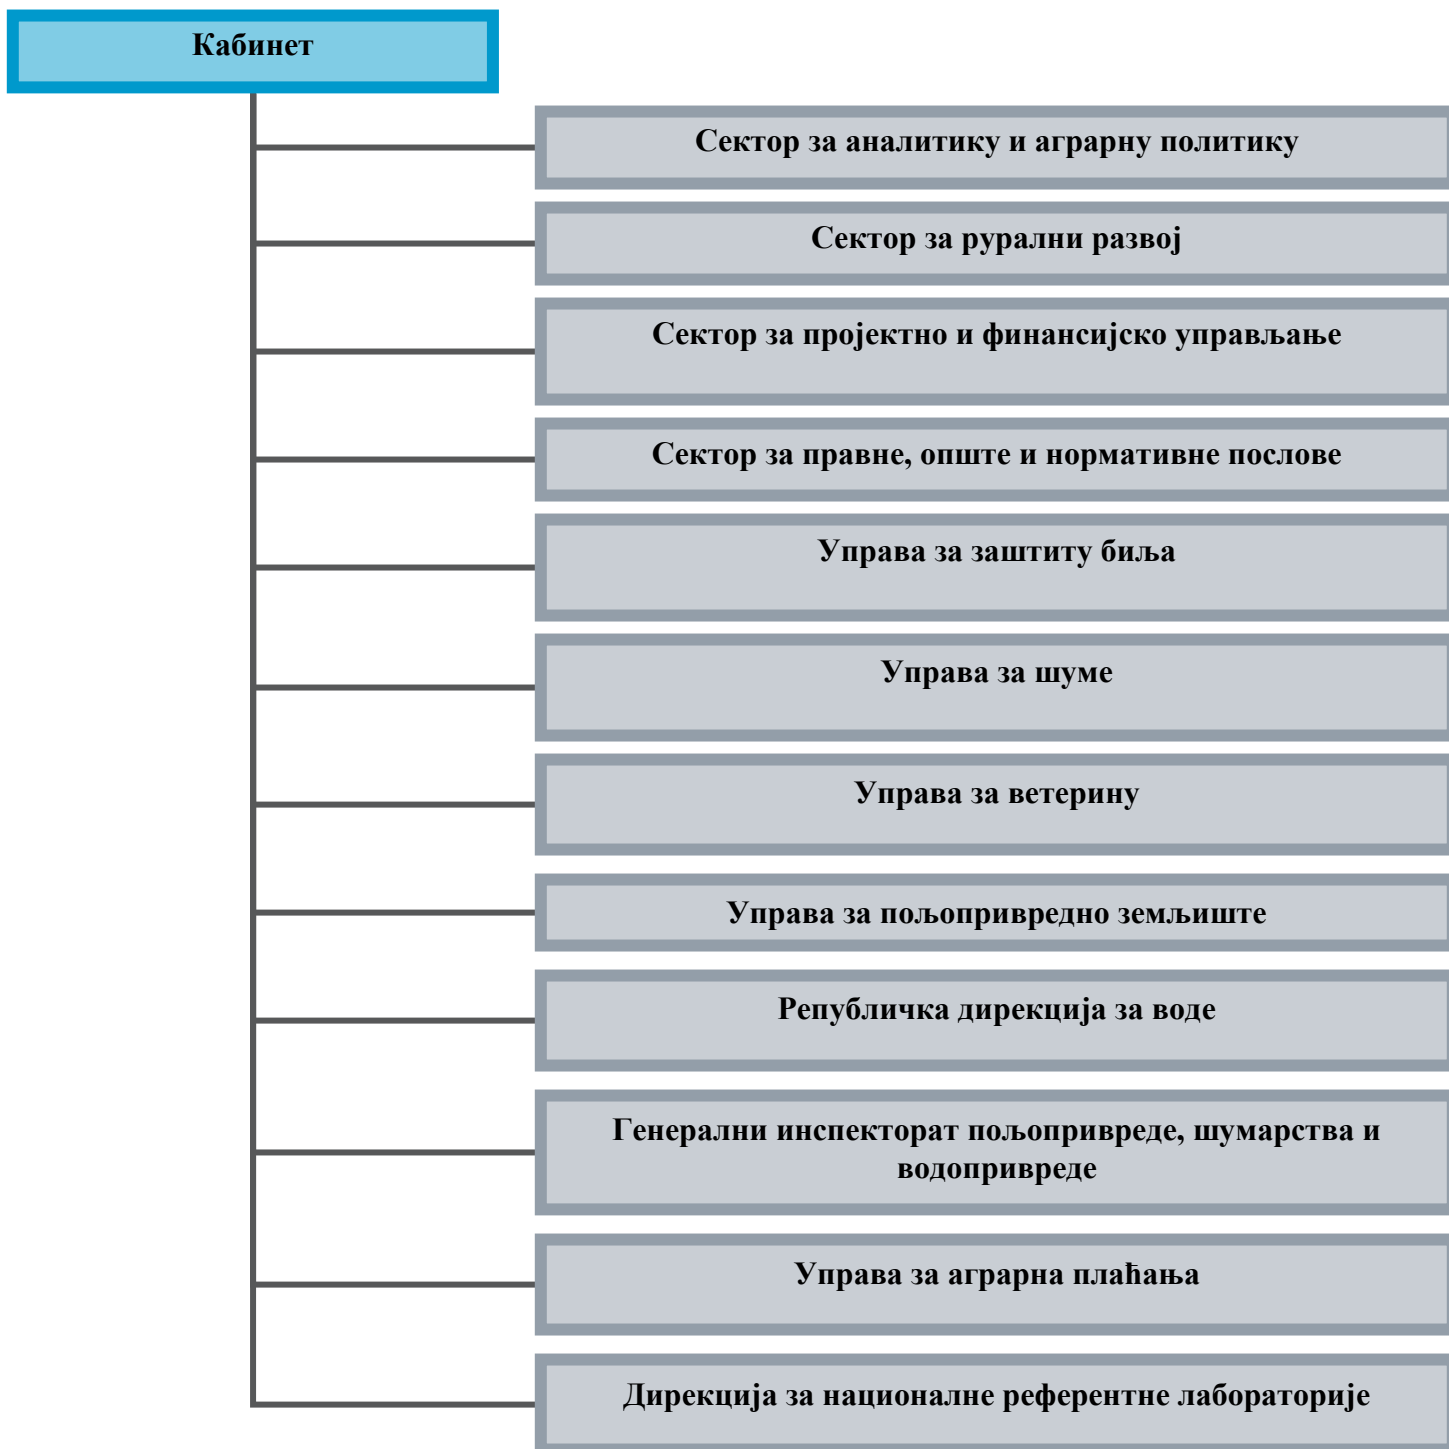 Кабинет
Сектор за аналитику и аграрну политику
Сектор за рурални развој
Сектор за пројектно и финансијско управљање
Сектор за правне, опште и нормативне послове
Управа за заштиту биља
Управа за шуме
Управа за ветерину
Управа за пољопривредно земљиште
Републичка дирекција за воде
Генерални инспекторат пољопривреде, шумарства и
водопривреде
Управа за аграрна плаћања
Дирекција за националне референтне лабораторије